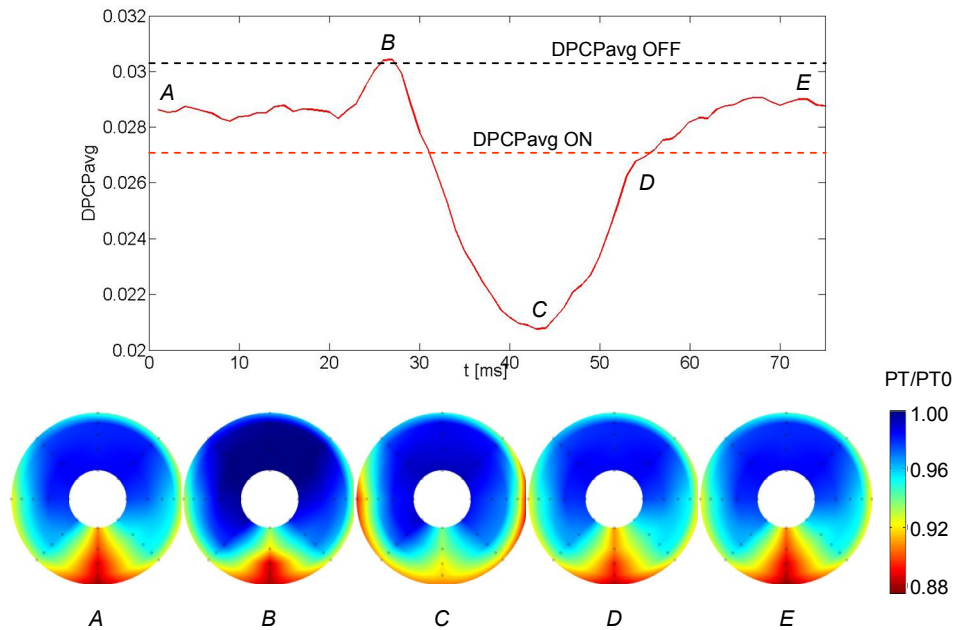 0.032
0.03
0.028
0.026
0.024
0.022
0.02
DPCPavg
A
B
DPCPavg OFF
DPCPavg ON
C
D
E
0 10 20 30 40 50 60 70
t [ms]
PT/PT0
1.00
0.96
0.92
0.88
A B C D E